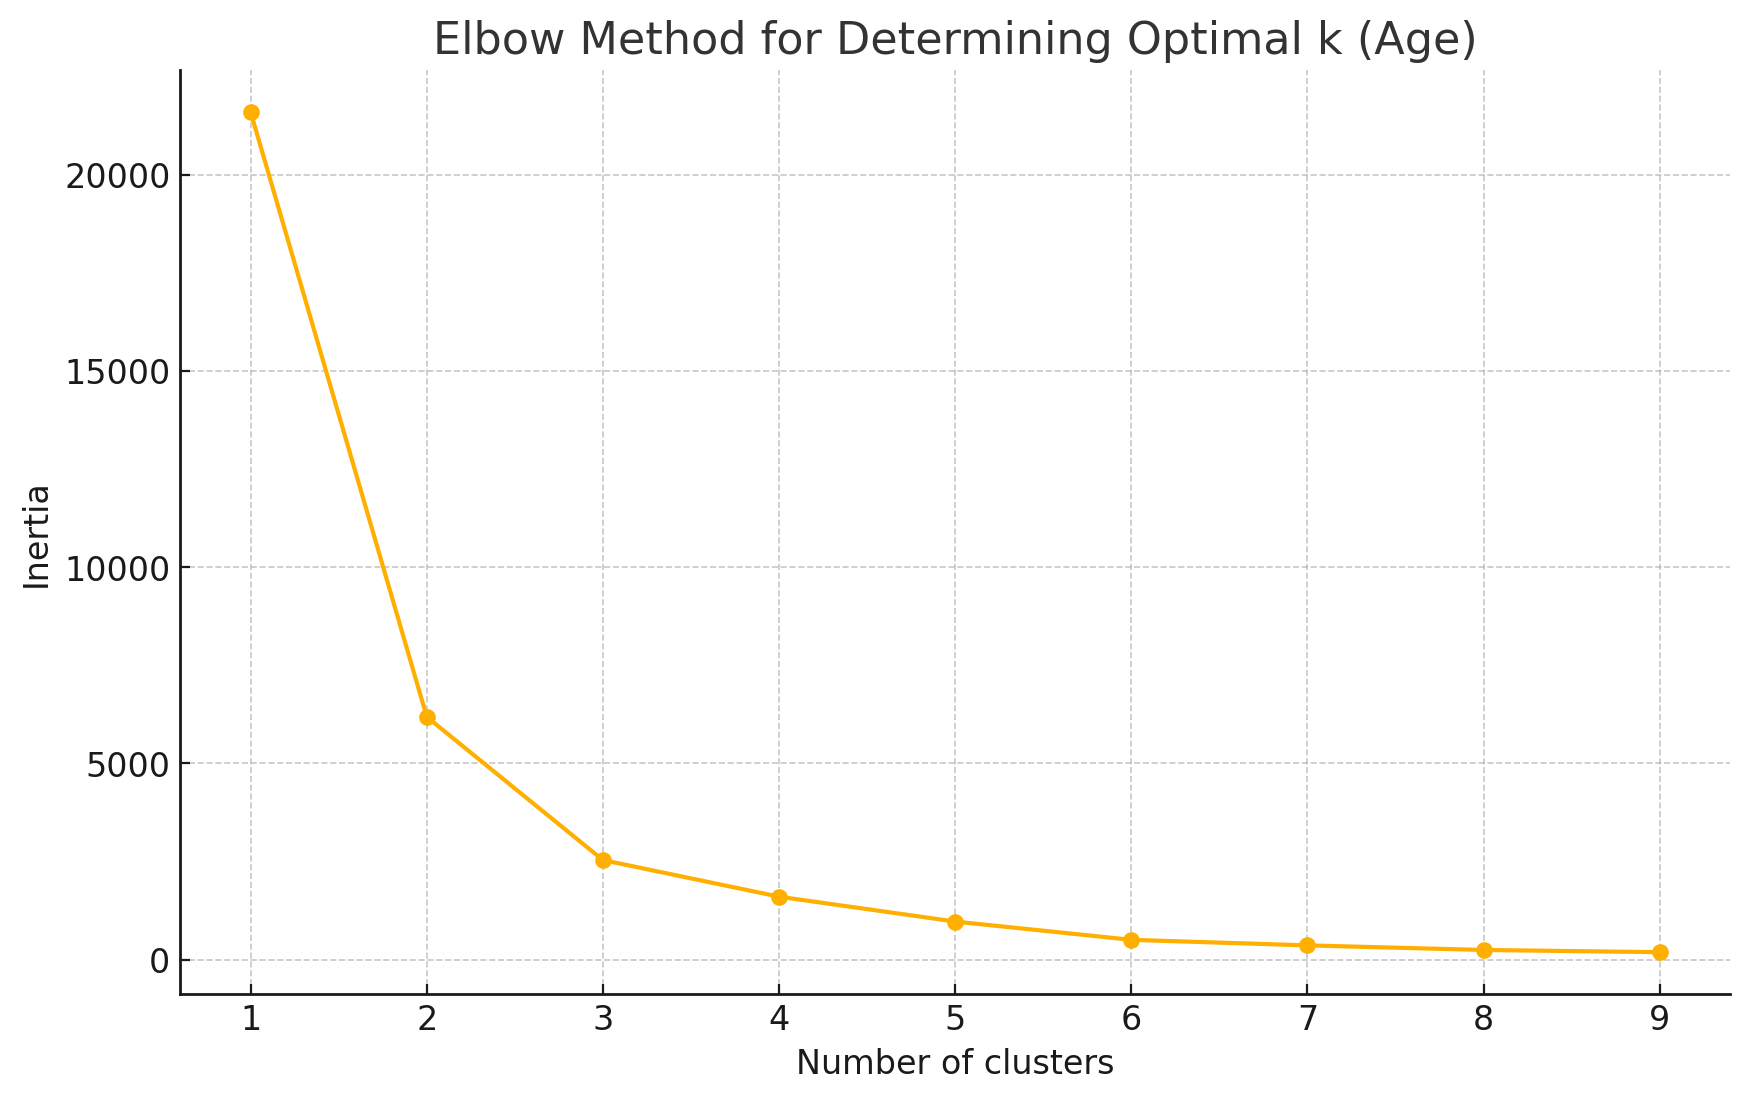 Elbow Method for Determining Optimal k (Age)
20000
15000
10000
5000
0
Inertia
1 2 3 4 5 6 7 8 9
Number of clusters